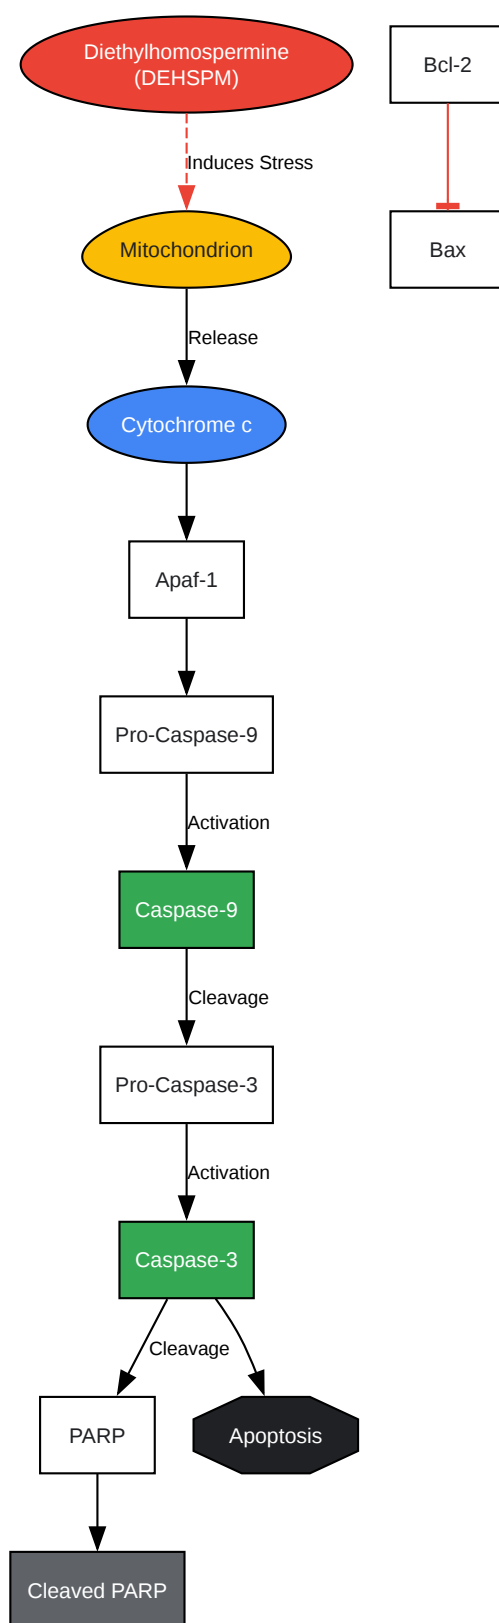 Diethylhomospermine
(DEHSPM)
Bcl-2
Induces Stress
Mitochondrion
Bax
Release
Cytochrome c
Apaf-1
Pro-Caspase-9
Activation
Caspase-9
Cleavage
Pro-Caspase-3
Activation
Caspase-3
Cleavage
PARP
Apoptosis
Cleaved PARP